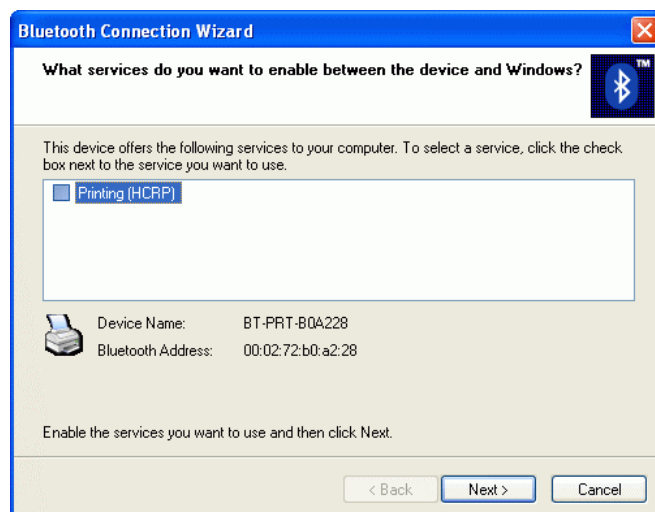 Bluetooth Connection Wizard
What services do you want to enable between the device and Windows?
TM
This device offers the following services to your computer. To select a service, click the check
box next to the service you want to use.
Printing (HCRP)
Device Name: BT-PRT-B0A228
Bluetooth Address: 00:02:72:b0:a2:28
Enable the services you want to use and then click Next.
< Back Next > Cancel